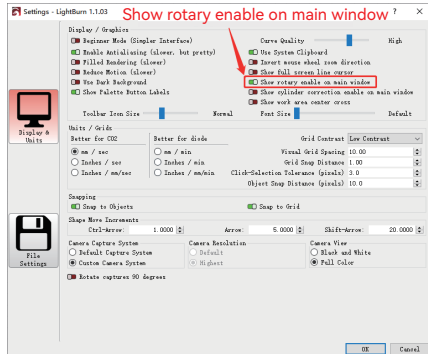 Settings - LightBurn 1.1.03
Show rotary enable on main window
?
Display / Graphics
Beginner Mode (Simpler Interface)
Curve Quality
High
Enable Antialiasing (slower, but pretty)
Use System Clipboard
Filled Rendering (slower)
Invert mouse wheel zoom direction
Reduce Motion (slower)
Show full screen line cursor
Use Dark Background
Show rotary enable on main window
Show Palette Button Labels
Show cylinder correction enable on main window
Show work area center cross
Toolbar Icon Size
Normal
Font Size
Default
Display & Units
Units / Grids
Better for CO2
Better for diode
Grid Contrast
Low Contrast
mm / sec
mm / min
Visual Grid Spacing
10.00
Inches / sec
Inches / min
Grid Snap Distance
1.00
Inches / mm/sec
Inches / mm/min
Click-Selection Tolerance (pixels)
3.0
Object Snap Distance (pixels)
10.0
Snapping
Snap to Objects
Snap to Grid
Shape Move Increments
Ctrl-Arrow:
1.0000
Arrow:
5.0000
Shift-Arrow:
20.0000
File Settings
Camera Capture System
Camera Resolution
Camera View
Default Capture System
Default
Black and White
Custom Camera System
Highest
Full Color
Rotate captures 90 degrees
OK
Cancel